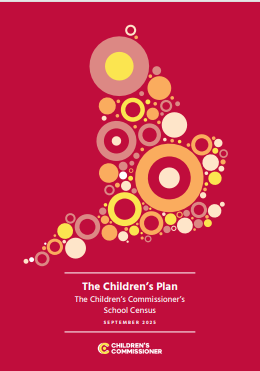 The Children's Plan
The Children's Commissioner's
School Census
SEPTEMBER 2025
CHILDREN'S
COMMISSIONER